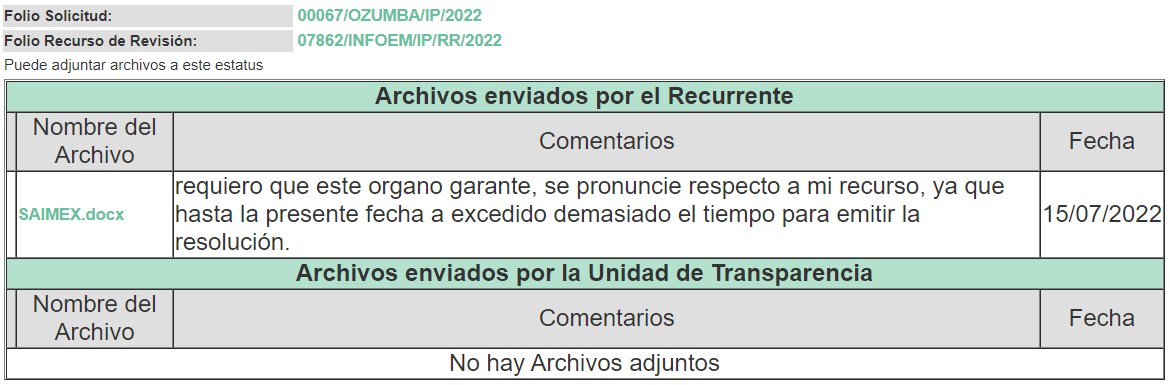 Folio Solicitud: 00067/OZUMBA/IP/2022
Folio Recurso de Revisión: 07862/INFOEM/IP/RR/2022
Puede adjuntar archivos a este estatus
Archivos enviados por el Recurrente
Nombre del Archivo Comentarios Fecha
SAIMEX.docx
requiero que este organo garante, se pronuncie respecto a mi recurso, ya que
hasta la presente fecha a excedido demasiado el tiempo para emitir la
resolución.
15/07/2022
Archivos enviados por la Unidad de Transparencia
Nombre del Archivo Comentarios Fecha
No hay Archivos adjuntos